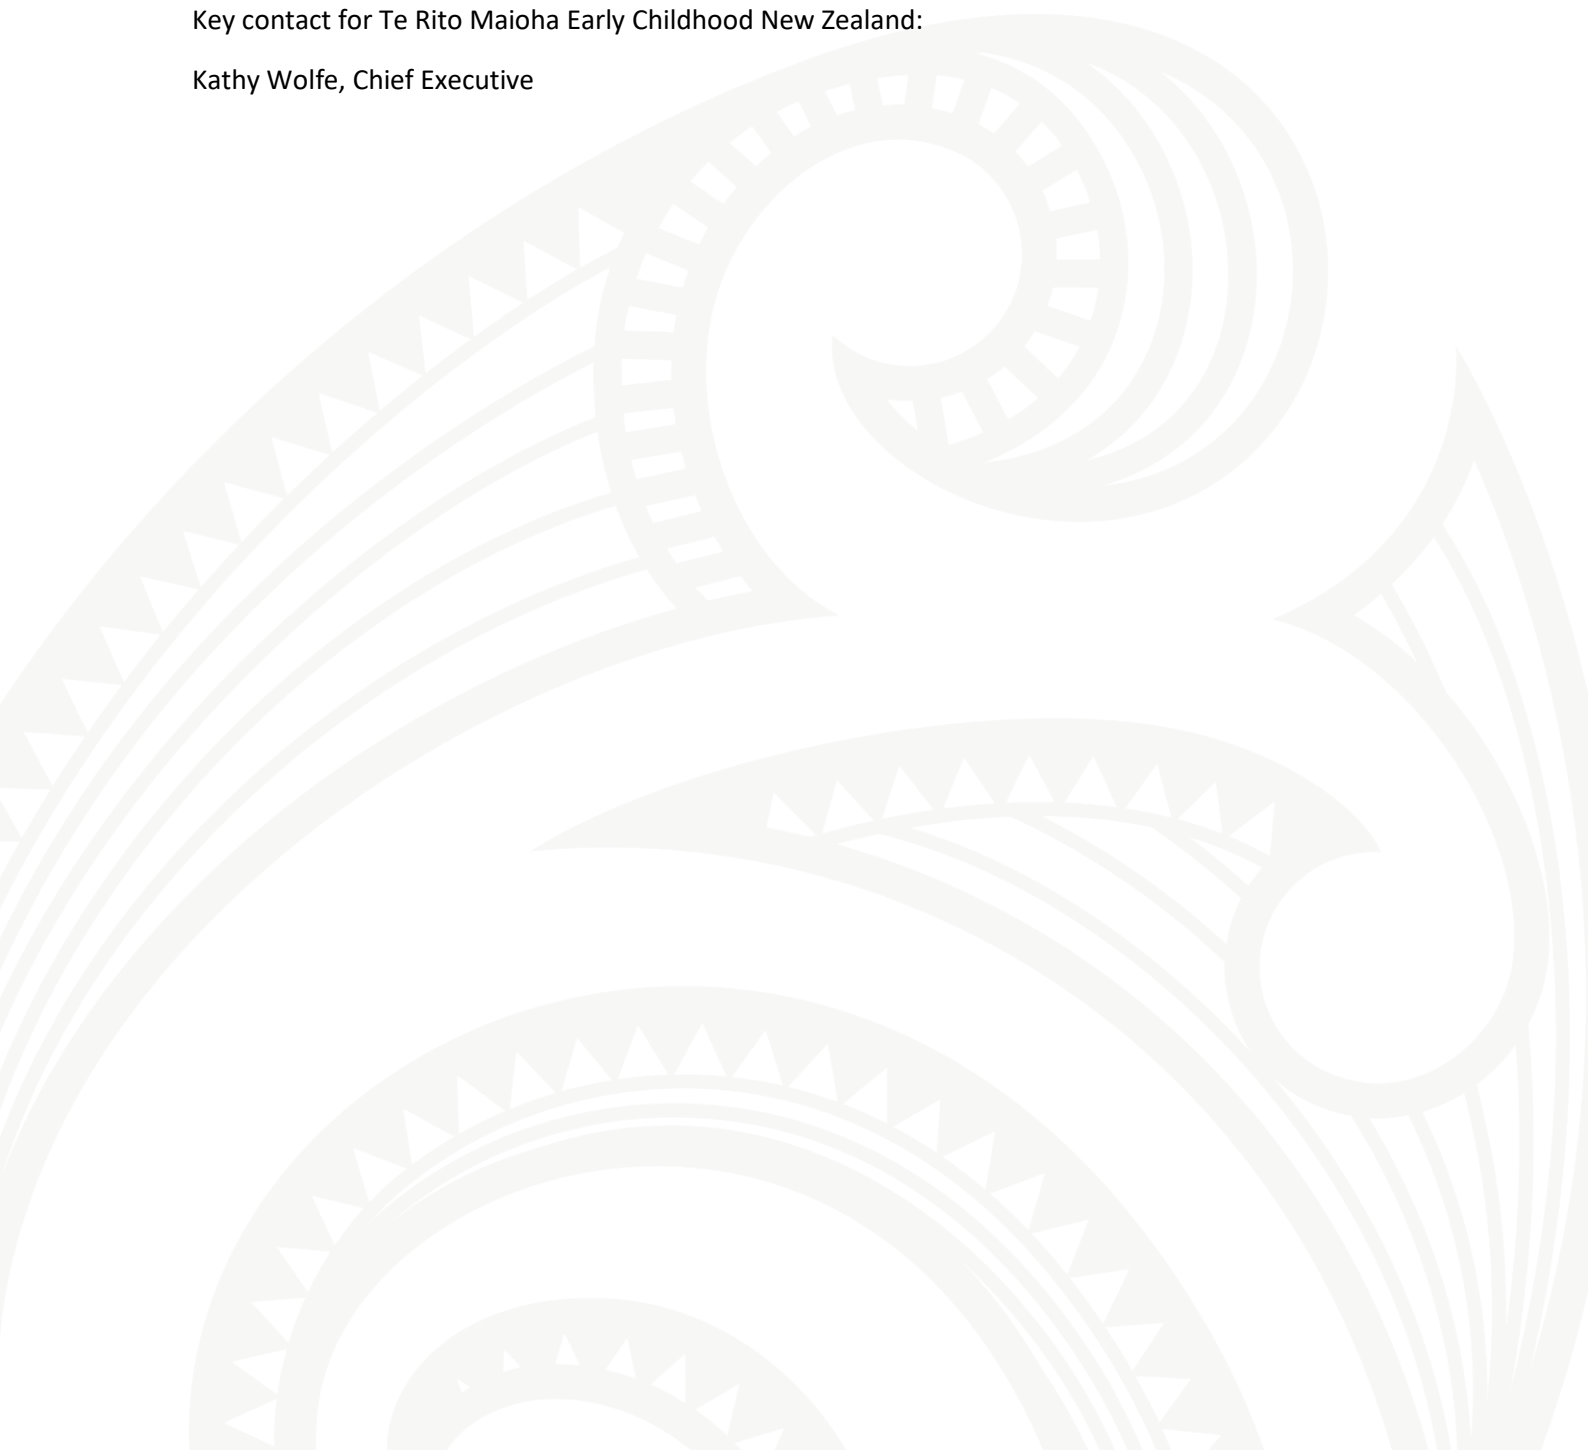 Key contact for Te Rito Maioha Early Childhood New Zealand:
Kathy Wolfe, Chief Executive